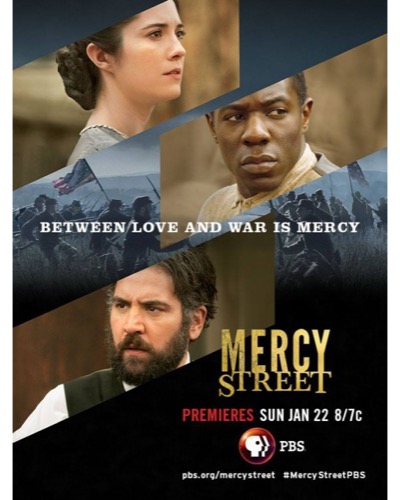 BETWEEN LOVE AND WAR IS MERCY
MERCY
STREET
PREMIERES SUN JAN 22 8/7c
PBS
pbs.org/mercystreet #MercyStreetPBS